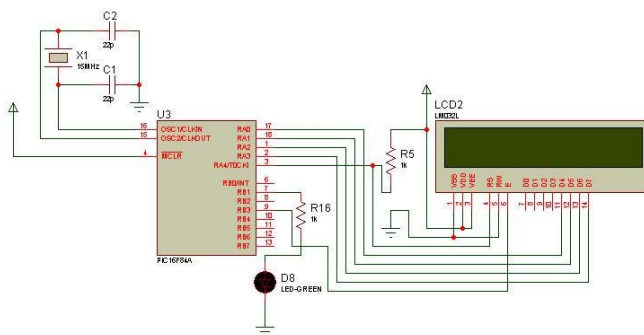 C2
22p
X1
15MHz
C1
22p
U3
16 OSC1/CLKIN RA0 17
15 OSC2/CLKOUT RA1 18
RA2 1
4 MCLR RA3 2
RA4/T0CKI 3
RB0/INT 6
RB1 7
RB2 8
RB3 9
RB4 10
RB5 11
RB6 12
RB7 13
PIC16F84A
R5
1k
R16
1k
D8
LED-GREEN
LCD2
LM032L
VSS VDD VEE RS RW E D0 D1 D2 D3 D4 D5 D6 D7
1 2 3 4 5 6 7 8 9 10 11 12 13 14